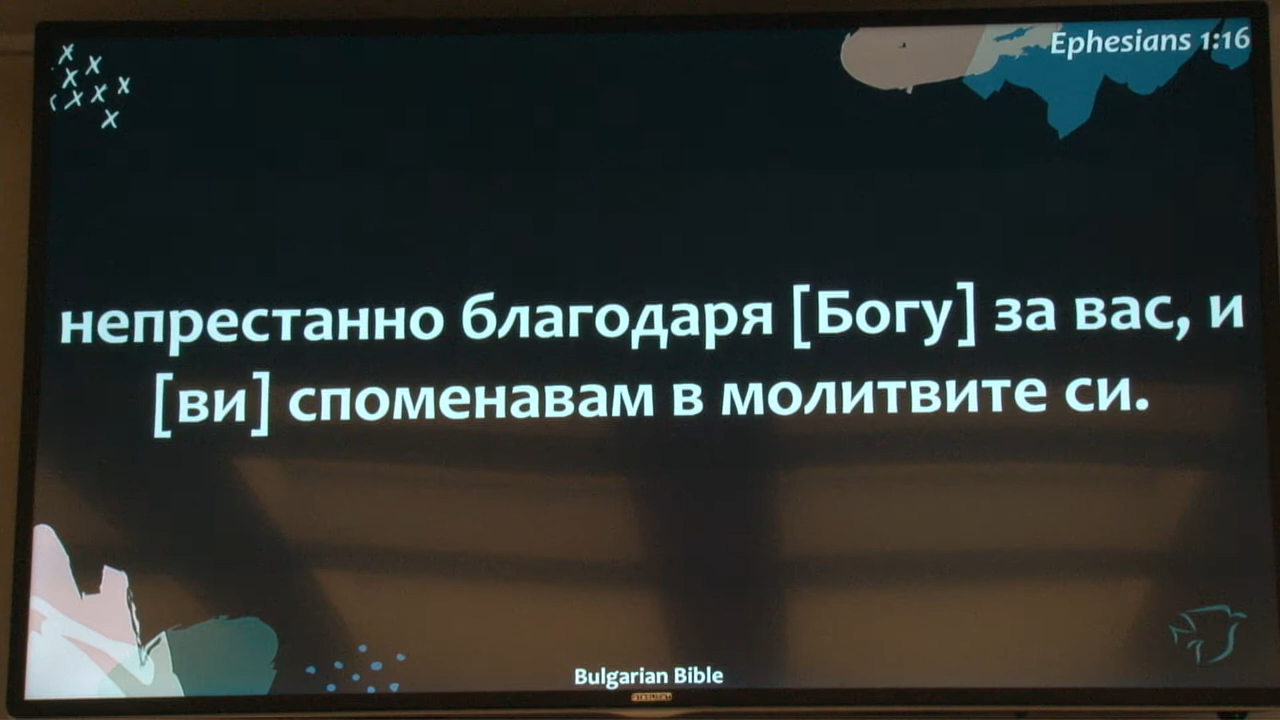 Ephesians 1:16
непрестанно благодаря [Богу] за вас, и
[ви] споменавам в молитвите си.
Bulgarian Bible